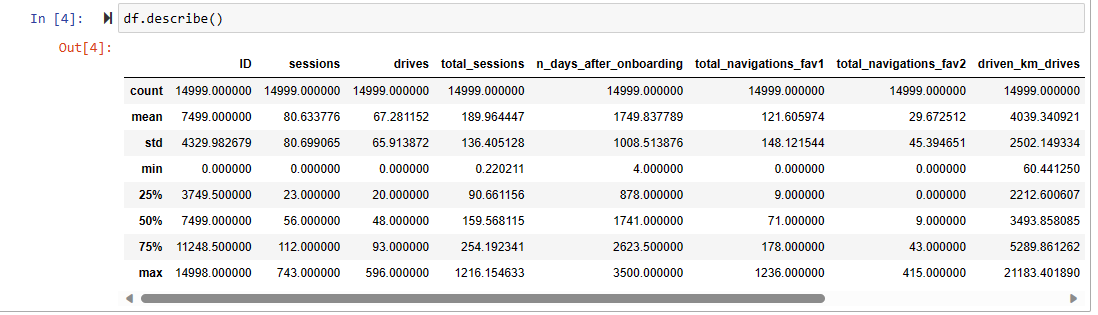 In [4]: df.describe()
Out[4]:
ID sessions drives total_sessions n_days_after_onboarding total_navigations_fav1 total_navigations_fav2 driven_km_drives
count 14999.000000 14999.000000 14999.000000 14999.000000 14999.000000 14999.000000 14999.000000 14999.000000
mean 7499.000000 80.633776 67.281152 189.964447 1749.837789 121.605974 29.672512 4039.340921
std 4329.982679 80.699065 65.913872 136.405128 1008.513876 148.121544 45.394651 2502.149334
min 0.000000 0.000000 0.000000 0.220211 4.000000 0.000000 0.000000 60.441250
25% 3749.500000 23.000000 20.000000 90.661156 878.000000 9.000000 0.000000 2212.600607
50% 7499.000000 56.000000 48.000000 159.568115 1741.000000 71.000000 9.000000 3493.858085
75% 11248.500000 112.000000 93.000000 254.192341 2623.500000 178.000000 43.000000 5289.861262
max 14998.000000 743.000000 596.000000 1216.154633 3500.000000 1236.000000 415.000000 21183.401890